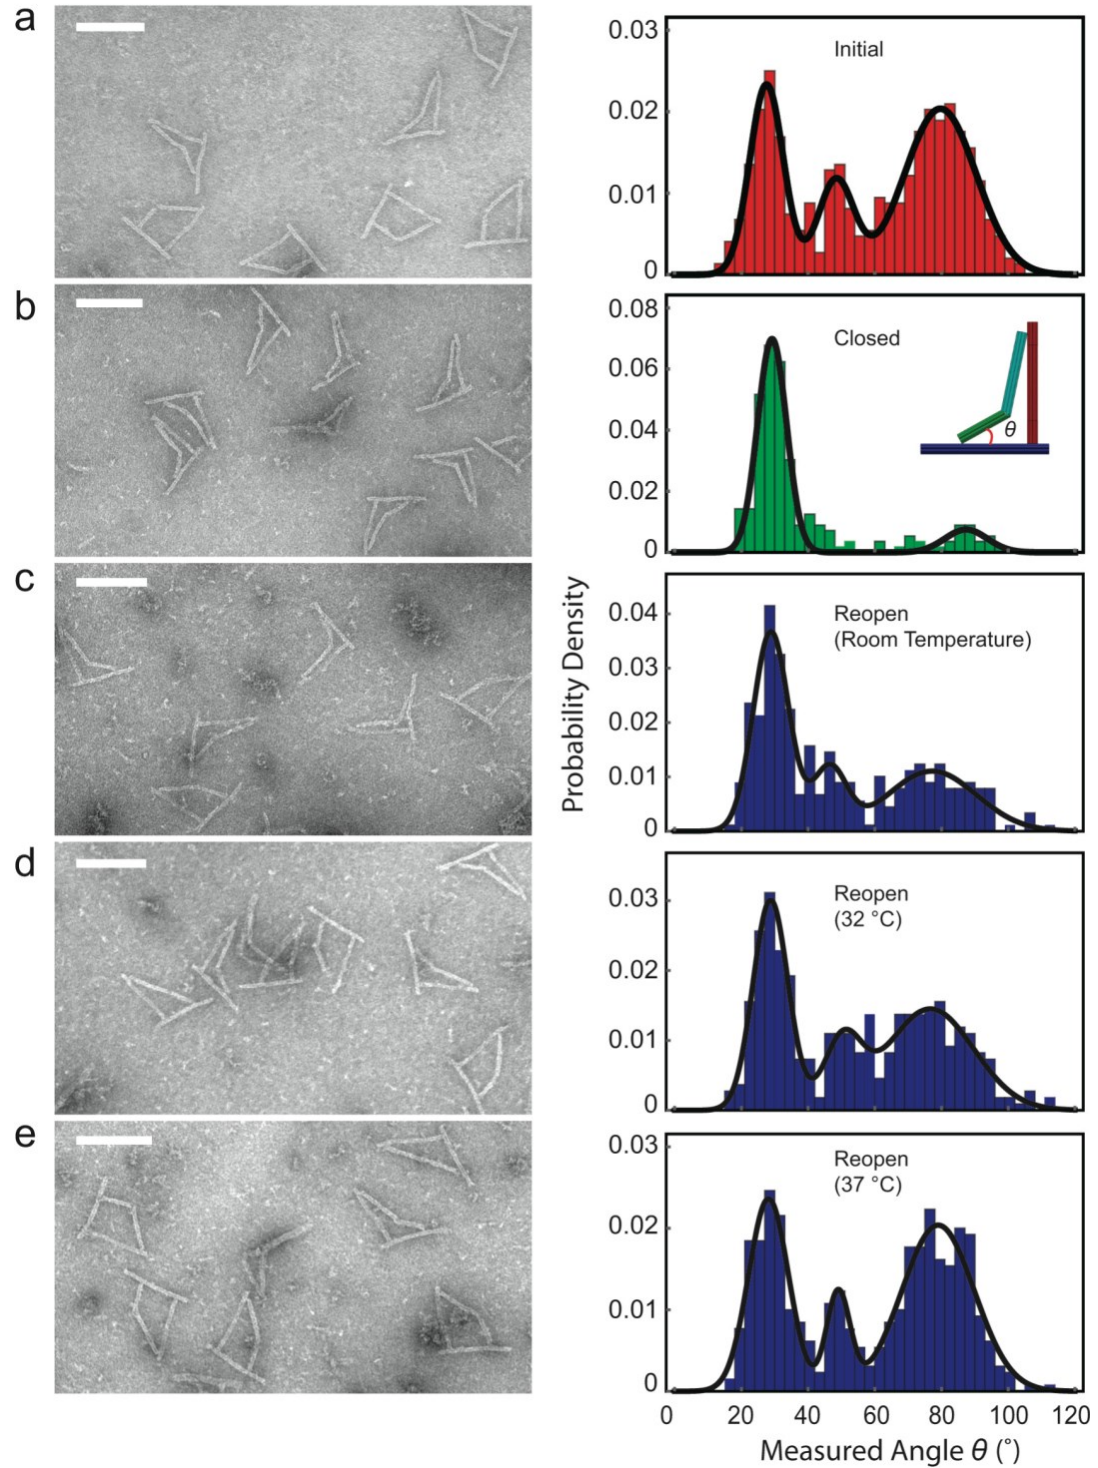 a
0.03
0.02
0.01
0
Initial
b
0.08
0.06
0.04
0.02
0
Closed
θ
c
0.04
0.03
0.02
0.01
0
Reopen
(Room Temperature)
Probability Density
d
0.03
0.02
0.01
0
Reopen
(32 °C)
e
0.03
0.02
0.01
0
Reopen
(37 °C)
0 20 40 60 80 100 120
Measured Angle θ (˚)